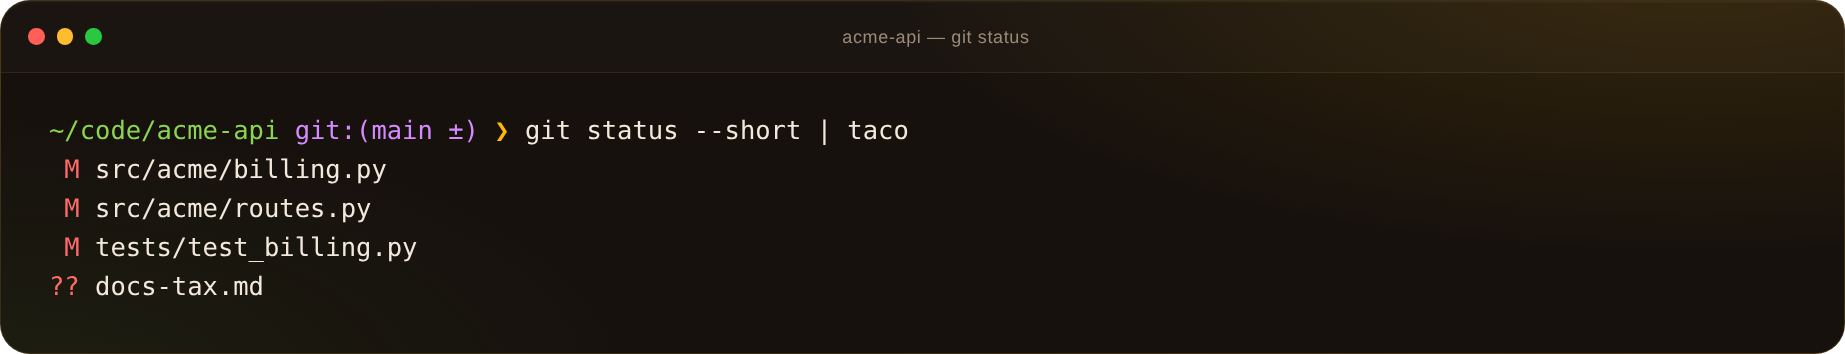 acme-api — git status
~/code/acme-api git:(main ±) ❯ git status --short | taco
 M src/acme/billing.py
 M src/acme/routes.py
 M tests/test_billing.py
?? docs-tax.md